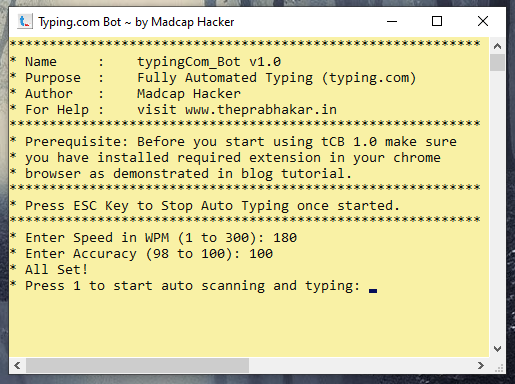 Typing.com Bot ~ by Madcap Hacker
************************************************************
* Name     :    typingCom_Bot v1.0
* Purpose  :    Fully Automated Typing (typing.com)
* Author   :    Madcap Hacker
* For Help :    visit www.theprabhakar.in
************************************************************
* Prerequisite: Before you start using tCB 1.0 make sure
* you have installed required extension in your chrome
* browser as demonstrated in blog tutorial.
************************************************************
* Press ESC Key to Stop Auto Typing once started.
************************************************************
* Enter Speed in WPM (1 to 300): 180
* Enter Accuracy (98 to 100): 100
* All Set!
* Press 1 to start auto scanning and typing: